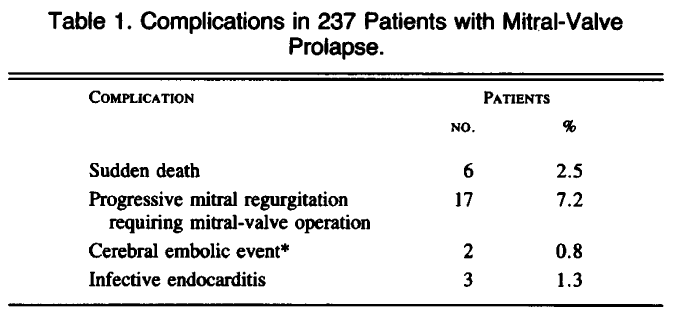 Table 1. Complications in 237 Patients with Mitral-Valve
Prolapse.
COMPLICATION PATIENTS
NO. %
Sudden death 6 2.5
Progressive mitral regurgitation 17 7.2
requiring mitral-valve operation
Cerebral embolic event* 2 0.8
Infective endocarditis 3 1.3